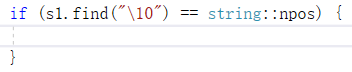 if (s1.find("\10") == string::npos) {
}